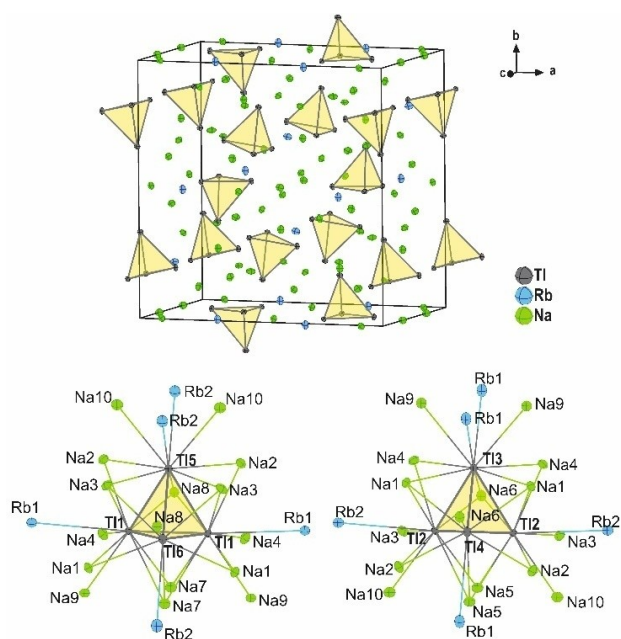 b
c a
Tl
Rb
Na
Rb2
Na10 Rb2 Na10
Na2 Tl5 Na2
Na3 Na8 Na3
Rb1 Tl1 Na8 Tl1 Rb1
Na4 Tl6 Na4
Na1 Na7 Na1
Na9 Na7 Na9
Rb2
Rb1
Na9 Rb1 Na9
Na4 Tl3 Na4
Na1 Na6 Na1
Rb2 Na6 Rb2
Na3 Tl2 Tl4 Tl2 Na3
Na2 Na5 Na2
Na10 Na5 Na10
Rb1